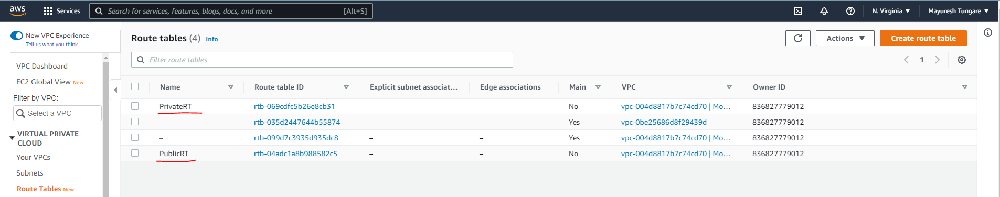 aws Services Search for services, features, blogs, docs, and more [Alt+S] N. Virginia Mayuresh Tungare
New VPC Experience
Tell us what you think
VPC Dashboard
EC2 Global View New
Filter by VPC:
Select a VPC
VIRTUAL PRIVATE
CLOUD
Your VPCs
Subnets
Route Tables New
Route tables (4) Info
Actions Create route table
Filter route tables
1
Name Route table ID Explicit subnet associat... Edge associations Main VPC Owner ID
PrivateRT rtb-069cdfc5b26e8cb31 – – No vpc-004d8817b7c74cd70 | Mo... 836827779012
– rtb-035d2447644b55874 – – Yes vpc-0be25686d8f29439d 836827779012
– rtb-099d7c3935d935dc8 – – Yes vpc-004d8817b7c74cd70 | Mo... 836827779012
PublicRT rtb-04adc1a8b988582c5 – – No vpc-004d8817b7c74cd70 | Mo... 836827779012